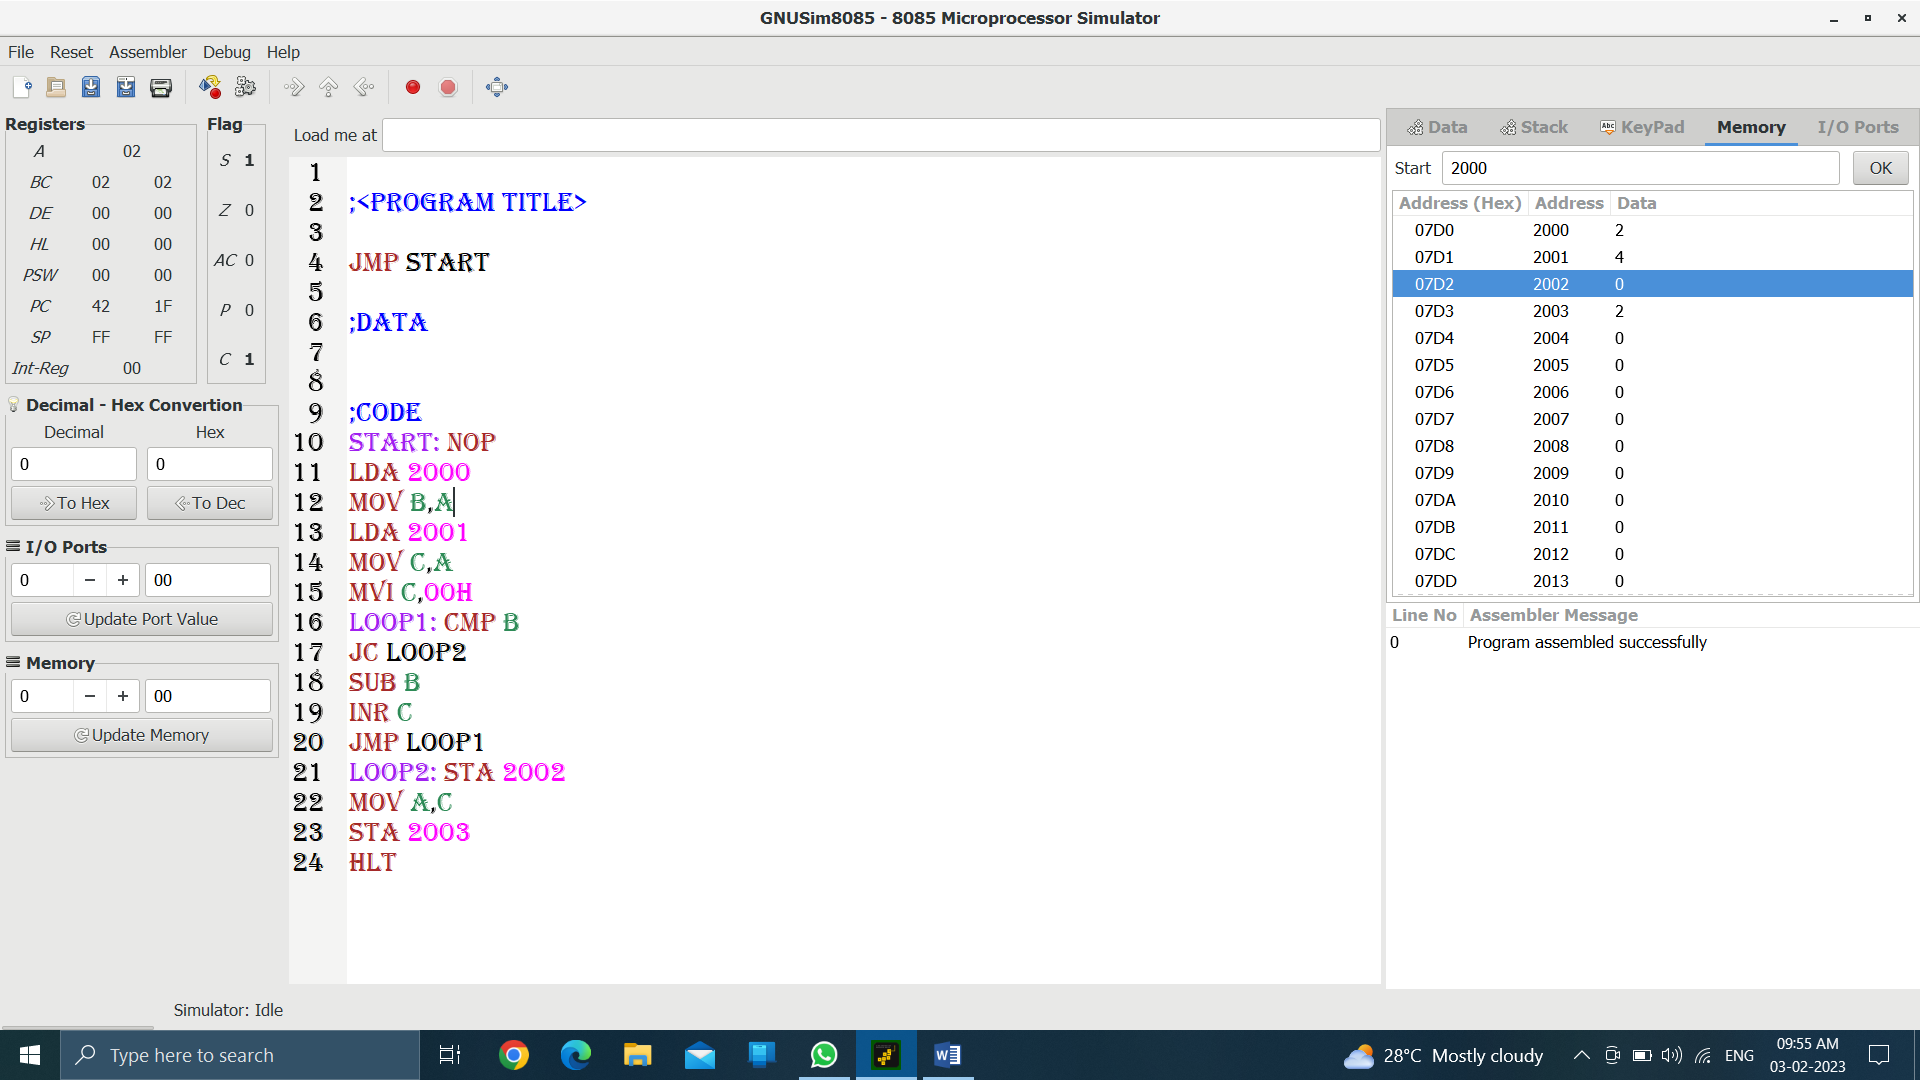 GNUSim8085 - 8085 Microprocessor Simulator
File Reset Assembler Debug Help
Registers
A 02
BC 02 02
DE 00 00
HL 00 00
PSW 00 00
PC 42 1F
SP FF FF
Int-Reg 00
Flag
S 1
Z 0
AC 0
P 0
C 1
Decimal - Hex Convertion
Decimal Hex
0 0
To Hex To Dec
I/O Ports
0 − + 00
Update Port Value
Memory
0 − + 00
Update Memory
Load me at
1
2 ;<PROGRAM TITLE>
3
4 JMP START
5
6 ;DATA
7
8
9 ;CODE
10 START: NOP
11 LDA 2000
12 MOV B,A
13 LDA 2001
14 MOV C,A
15 MVI C,00H
16 LOOP1: CMP B
17 JC LOOP2
18 SUB B
19 INR C
20 JMP LOOP1
21 LOOP2: STA 2002
22 MOV A,C
23 STA 2003
24 HLT
Data Stack Abc KeyPad Memory I/O Ports
Start 2000 OK
Address (Hex) Address Data
07D0 2000 2
07D1 2001 4
07D2 2002 0
07D3 2003 2
07D4 2004 0
07D5 2005 0
07D6 2006 0
07D7 2007 0
07D8 2008 0
07D9 2009 0
07DA 2010 0
07DB 2011 0
07DC 2012 0
07DD 2013 0
Line No Assembler Message
0 Program assembled successfully
Simulator: Idle
Type here to search
28°C Mostly cloudy
ENG
09:55 AM
03-02-2023